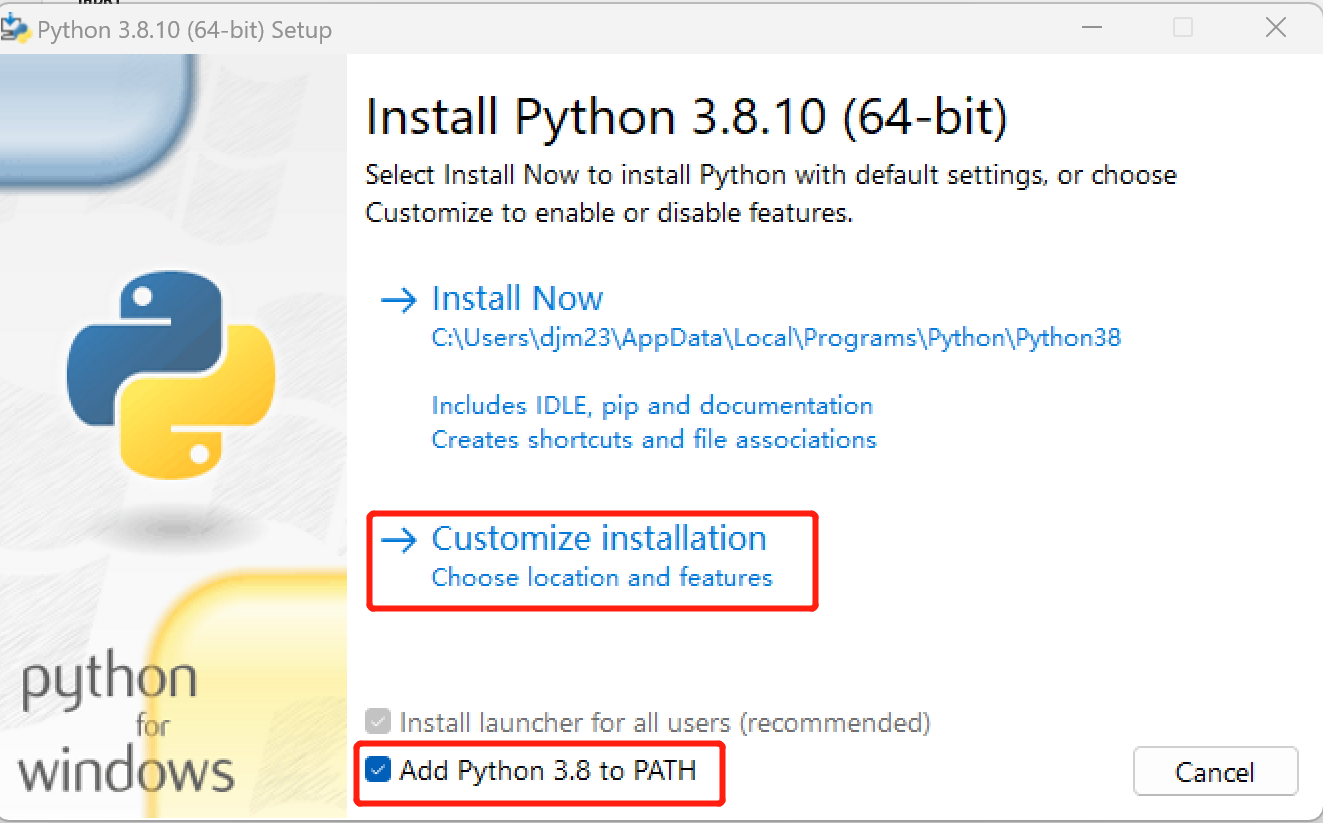 Python 3.8.10 (64-bit) Setup
Install Python 3.8.10 (64-bit)
Select Install Now to install Python with default settings, or choose
Customize to enable or disable features.
Install Now
C:\Users\djm23\AppData\Local\Programs\Python\Python38
Includes IDLE, pip and documentation
Creates shortcuts and file associations
Customize installation
Choose location and features
Install launcher for all users (recommended)
Add Python 3.8 to PATH
Cancel
python
for
windows